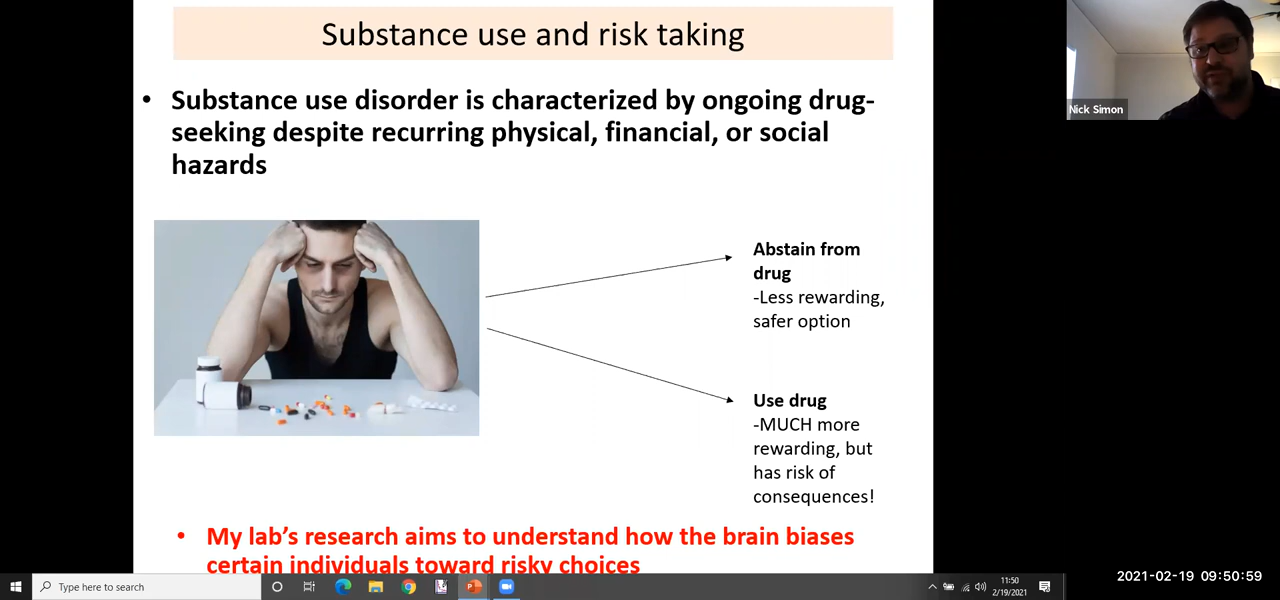 Substance use and risk taking
• Substance use disorder is characterized by ongoing drug-
seeking despite recurring physical, financial, or social
hazards
Abstain from
drug
-Less rewarding,
safer option
Use drug
-MUCH more
rewarding, but
has risk of
consequences!
• My lab's research aims to understand how the brain biases
certain individuals toward risky choices
Nick Simon
Type here to search
11:50
2/19/2021
2021-02-19 09:50:59